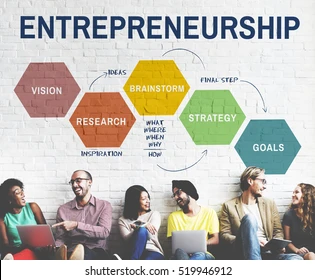 ENTREPRENEURSHIP
IDEAS
FINAL STEP
VISION
RESEARCH
BRAINSTORM
STRATEGY
GOALS
INSPIRATION
WHAT
WHERE
WHEN
WHY
HOW
shutterstock
IMAGE ID: 519946912
www.shutterstock.com